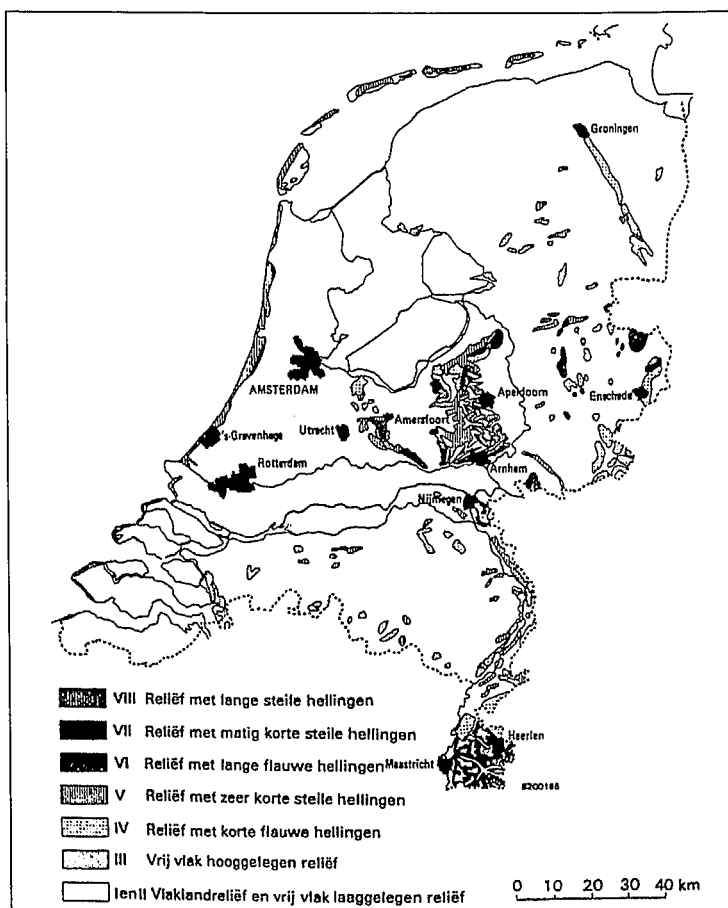 Groningen
AMSTERDAM
Apeldoorn
Enschede
Amersfoort
Utrecht
's-Gravenhage
Arnhem
Rotterdam
Nijmegen
Heerlen
Maastricht
8200186
VIII Reliëf met lange steile hellingen
VII Reliëf met matig korte steile hellingen
VI Reliëf met lange flauwe hellingen
V Reliëf met zeer korte steile hellingen
IV Reliëf met korte flauwe hellingen
III Vrij vlak hooggelegen reliëf
I en II Vlaklandreliëf en vrij vlak laaggelegen reliëf
0 10 20 30 40 km